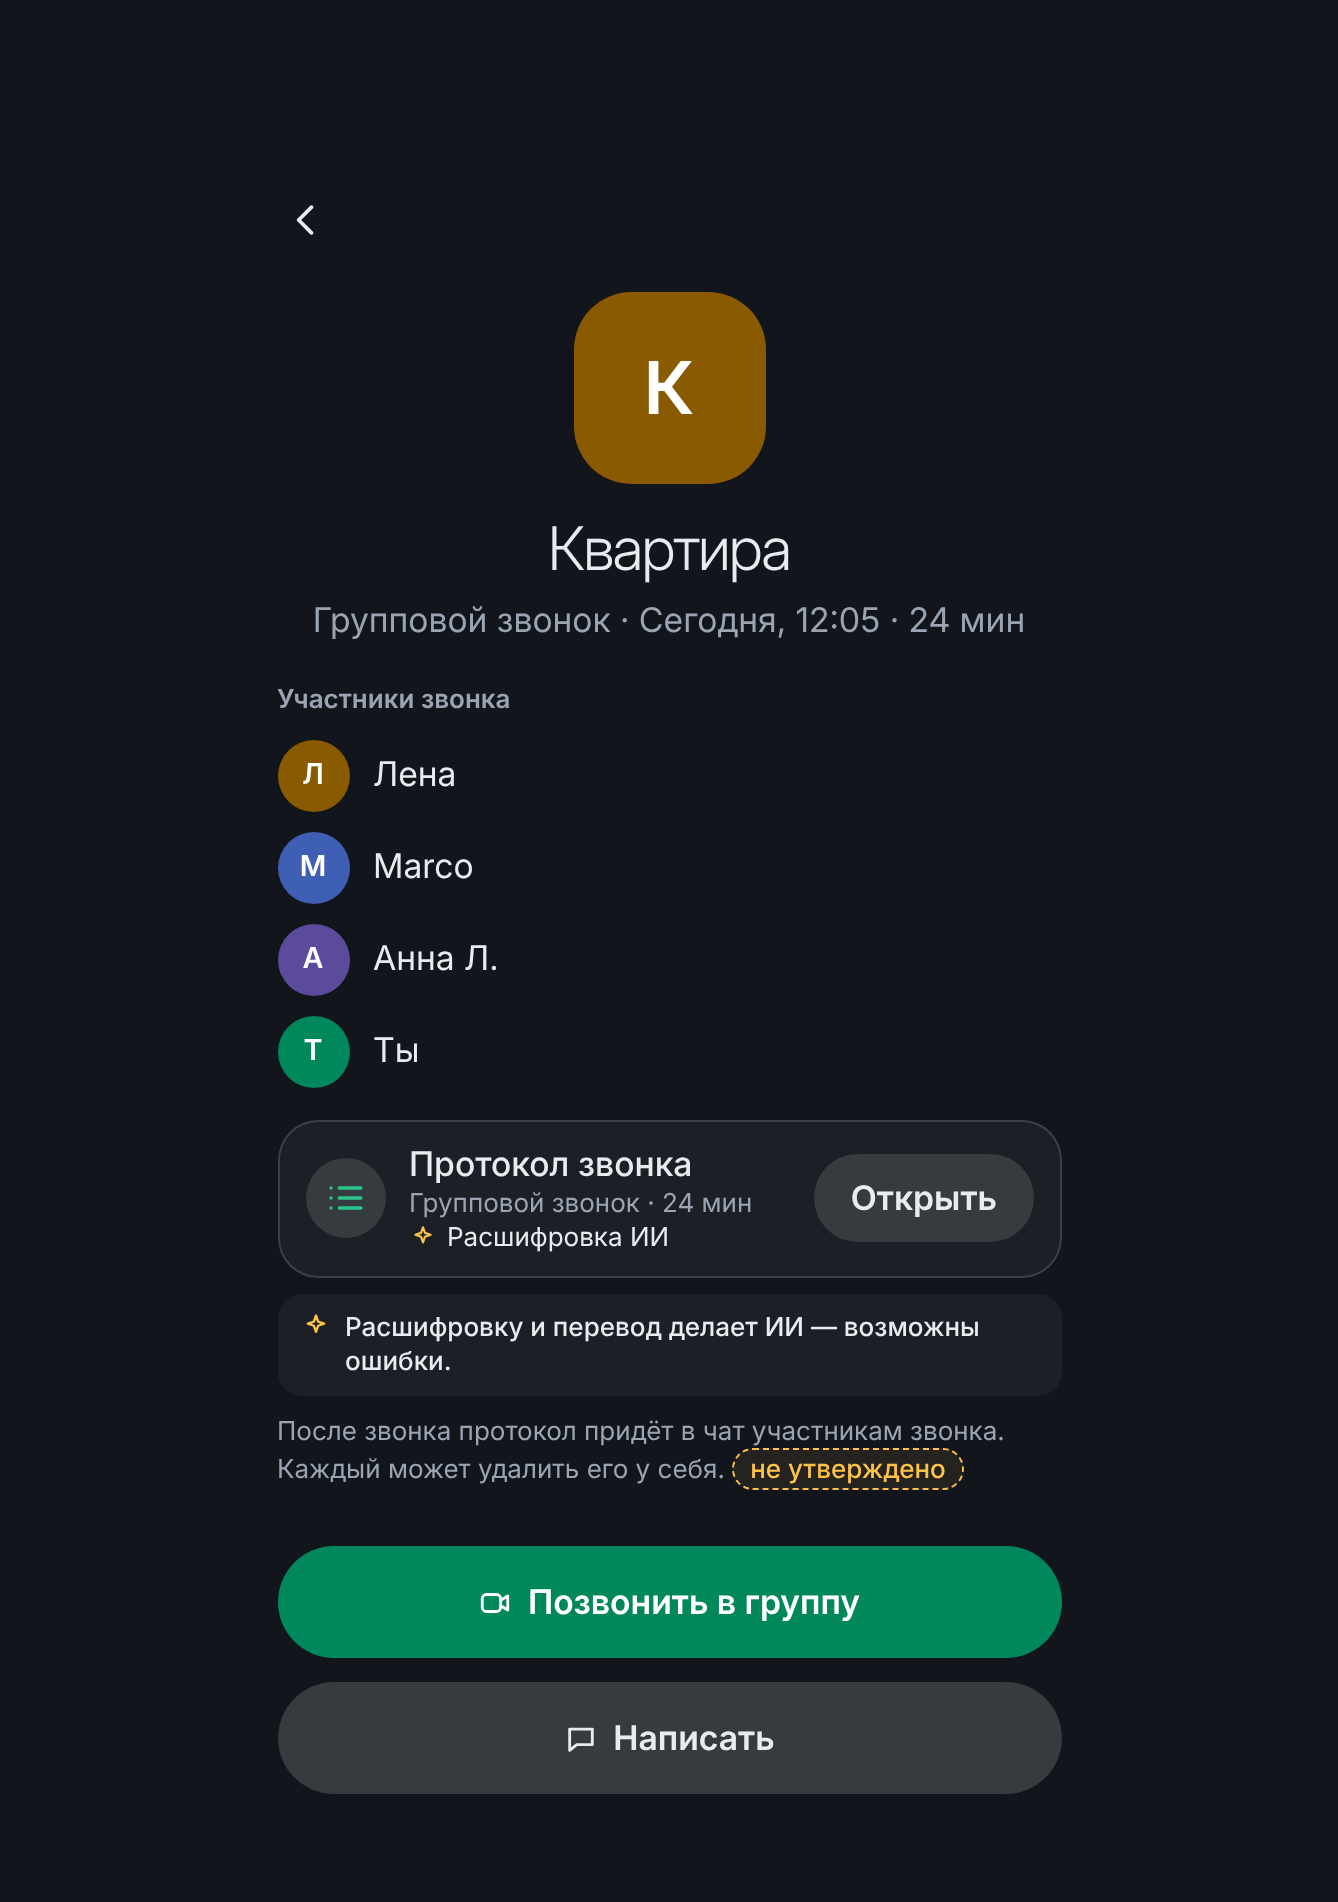 К
Квартира
Групповой звонок · Сегодня, 12:05 · 24 мин
Участники звонка
Л Лена
M Marco
А Анна Л.
Т Ты
Протокол звонка
Групповой звонок · 24 мин
Расшифровка ИИ
Открыть
Расшифровку и перевод делает ИИ — возможны
ошибки.
После звонка протокол придёт в чат участникам звонка.
Каждый может удалить его у себя. не утверждено
Позвонить в группу
Написать